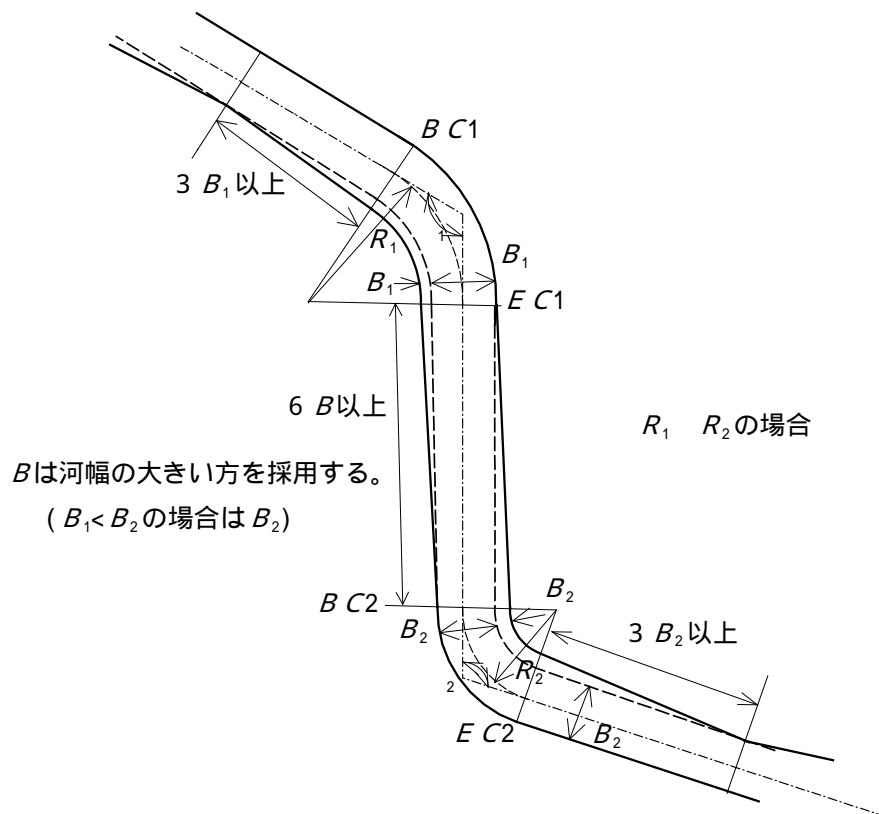 B C1
3 B₁以上
R₁
1
B₁
B₁
E C1
6 B以上
R₁ R₂の場合
Bは河幅の大きい方を採用する。
( B₁< B₂の場合は B₂)
B C2
B₂
B₂
3 B₂以上
R₂
2
E C2
B₂